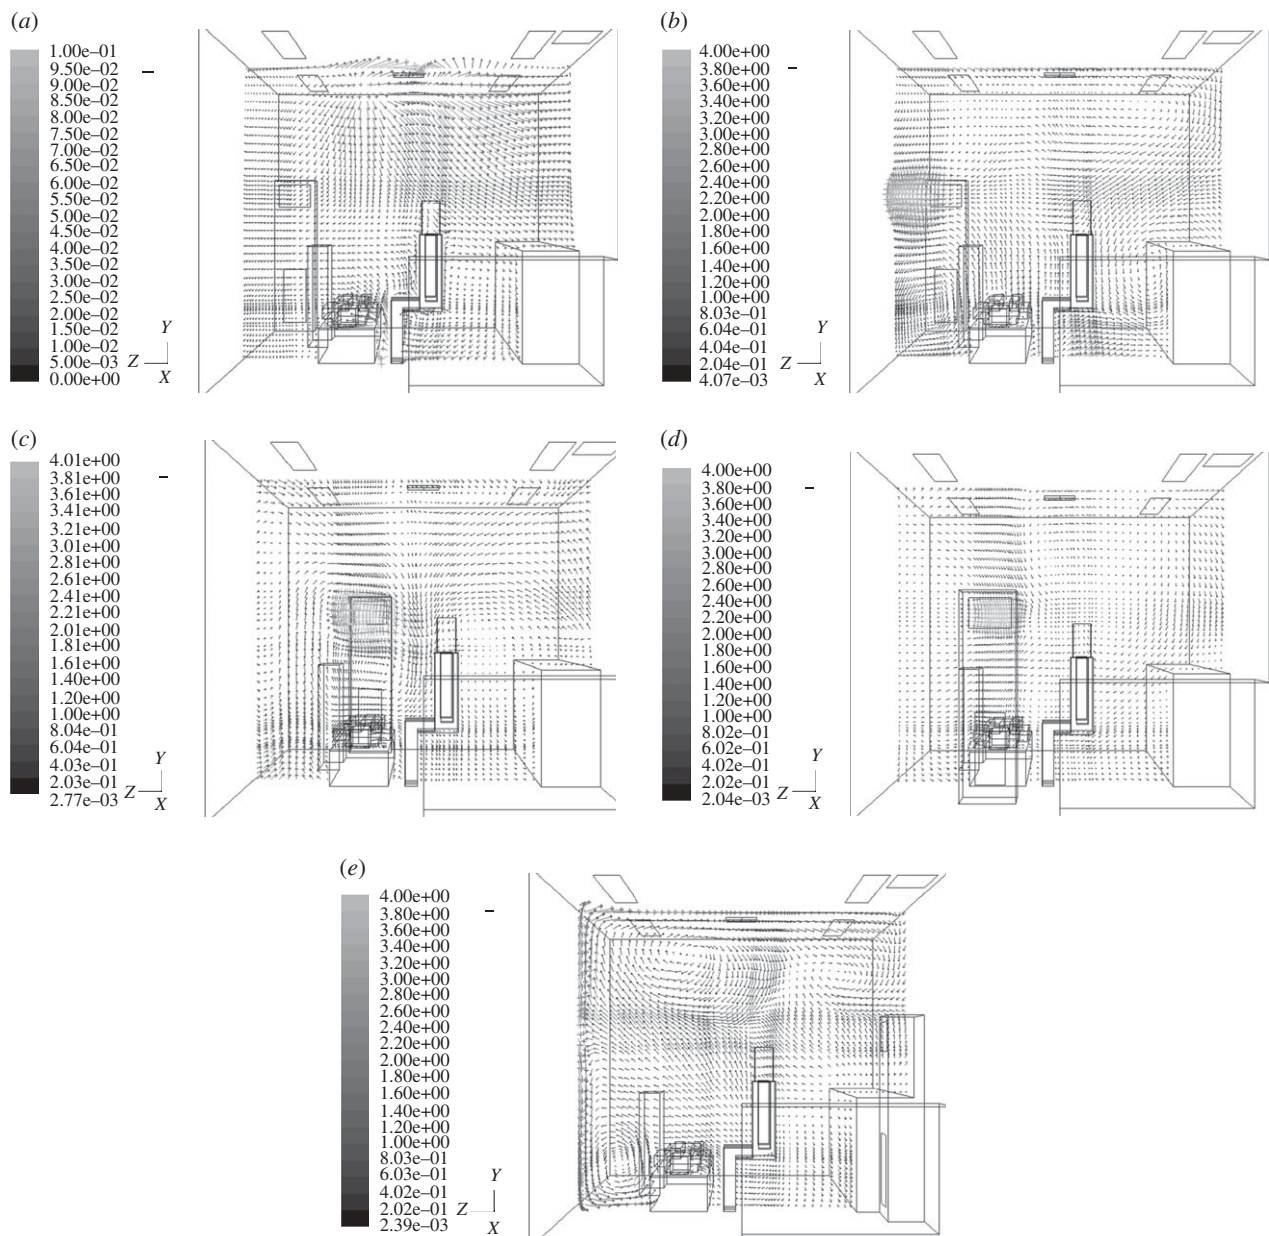 (a)
1.00e–01
9.50e–02
9.00e–02
8.50e–02
8.00e–02
7.50e–02
7.00e–02
6.50e–02
6.00e–02
5.50e–02
5.00e–02
4.50e–02
4.00e–02
3.50e–02
3.00e–02
2.50e–02
2.00e–02
1.50e–02
1.00e–02
5.00e–03
0.00e+00
Y
Z
X
(b)
4.00e+00
3.80e+00
3.60e+00
3.40e+00
3.20e+00
3.00e+00
2.80e+00
2.60e+00
2.40e+00
2.20e+00
2.00e+00
1.80e+00
1.60e+00
1.40e+00
1.20e+00
1.00e+00
8.03e–01
6.04e–01
4.04e–01
2.04e–01
4.07e–03
Y
Z
X
(c)
4.01e+00
3.81e+00
3.61e+00
3.41e+00
3.21e+00
3.01e+00
2.81e+00
2.61e+00
2.41e+00
2.21e+00
2.01e+00
1.81e+00
1.61e+00
1.40e+00
1.20e+00
1.00e+00
8.04e–01
6.04e–01
4.03e–01
2.03e–01
2.77e–03
Y
Z
X
(d)
4.00e+00
3.80e+00
3.60e+00
3.40e+00
3.20e+00
3.00e+00
2.80e+00
2.60e+00
2.40e+00
2.20e+00
2.00e+00
1.80e+00
1.60e+00
1.40e+00
1.20e+00
1.00e+00
8.02e–01
6.02e–01
4.02e–01
2.02e–01
2.04e–03
Y
Z
X
(e)
4.00e+00
3.80e+00
3.60e+00
3.40e+00
3.20e+00
3.00e+00
2.80e+00
2.60e+00
2.40e+00
2.20e+00
2.00e+00
1.80e+00
1.60e+00
1.40e+00
1.20e+00
1.00e+00
8.03e–01
6.03e–01
4.02e–01
2.02e–01
2.39e–03
Y
Z
X